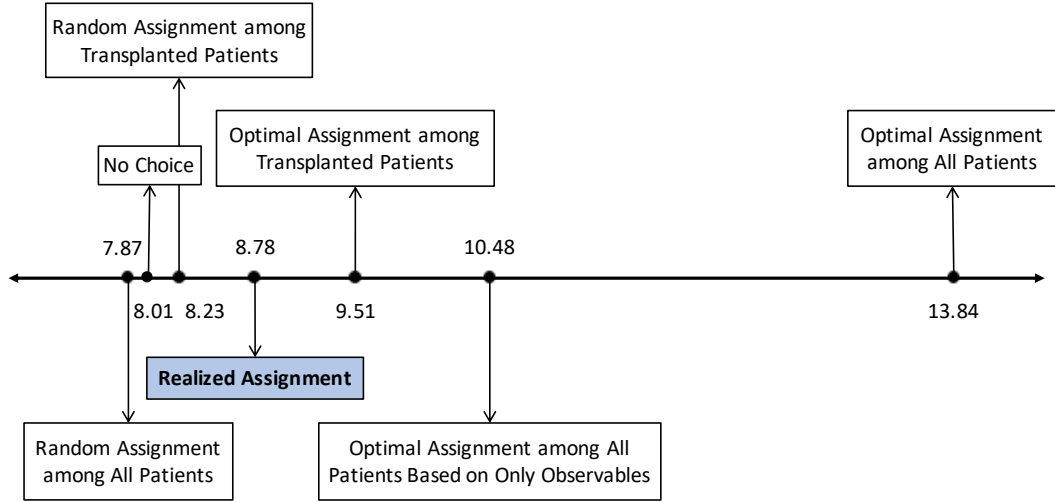 Random Assignment among
Transplanted Patients
No Choice
Optimal Assignment among
Transplanted Patients
Optimal Assignment
among All Patients
7.87
8.78
10.48
8.01
8.23
9.51
13.84
Realized Assignment
Random Assignment
among All Patients
Optimal Assignment among All
Patients Based on Only Observables